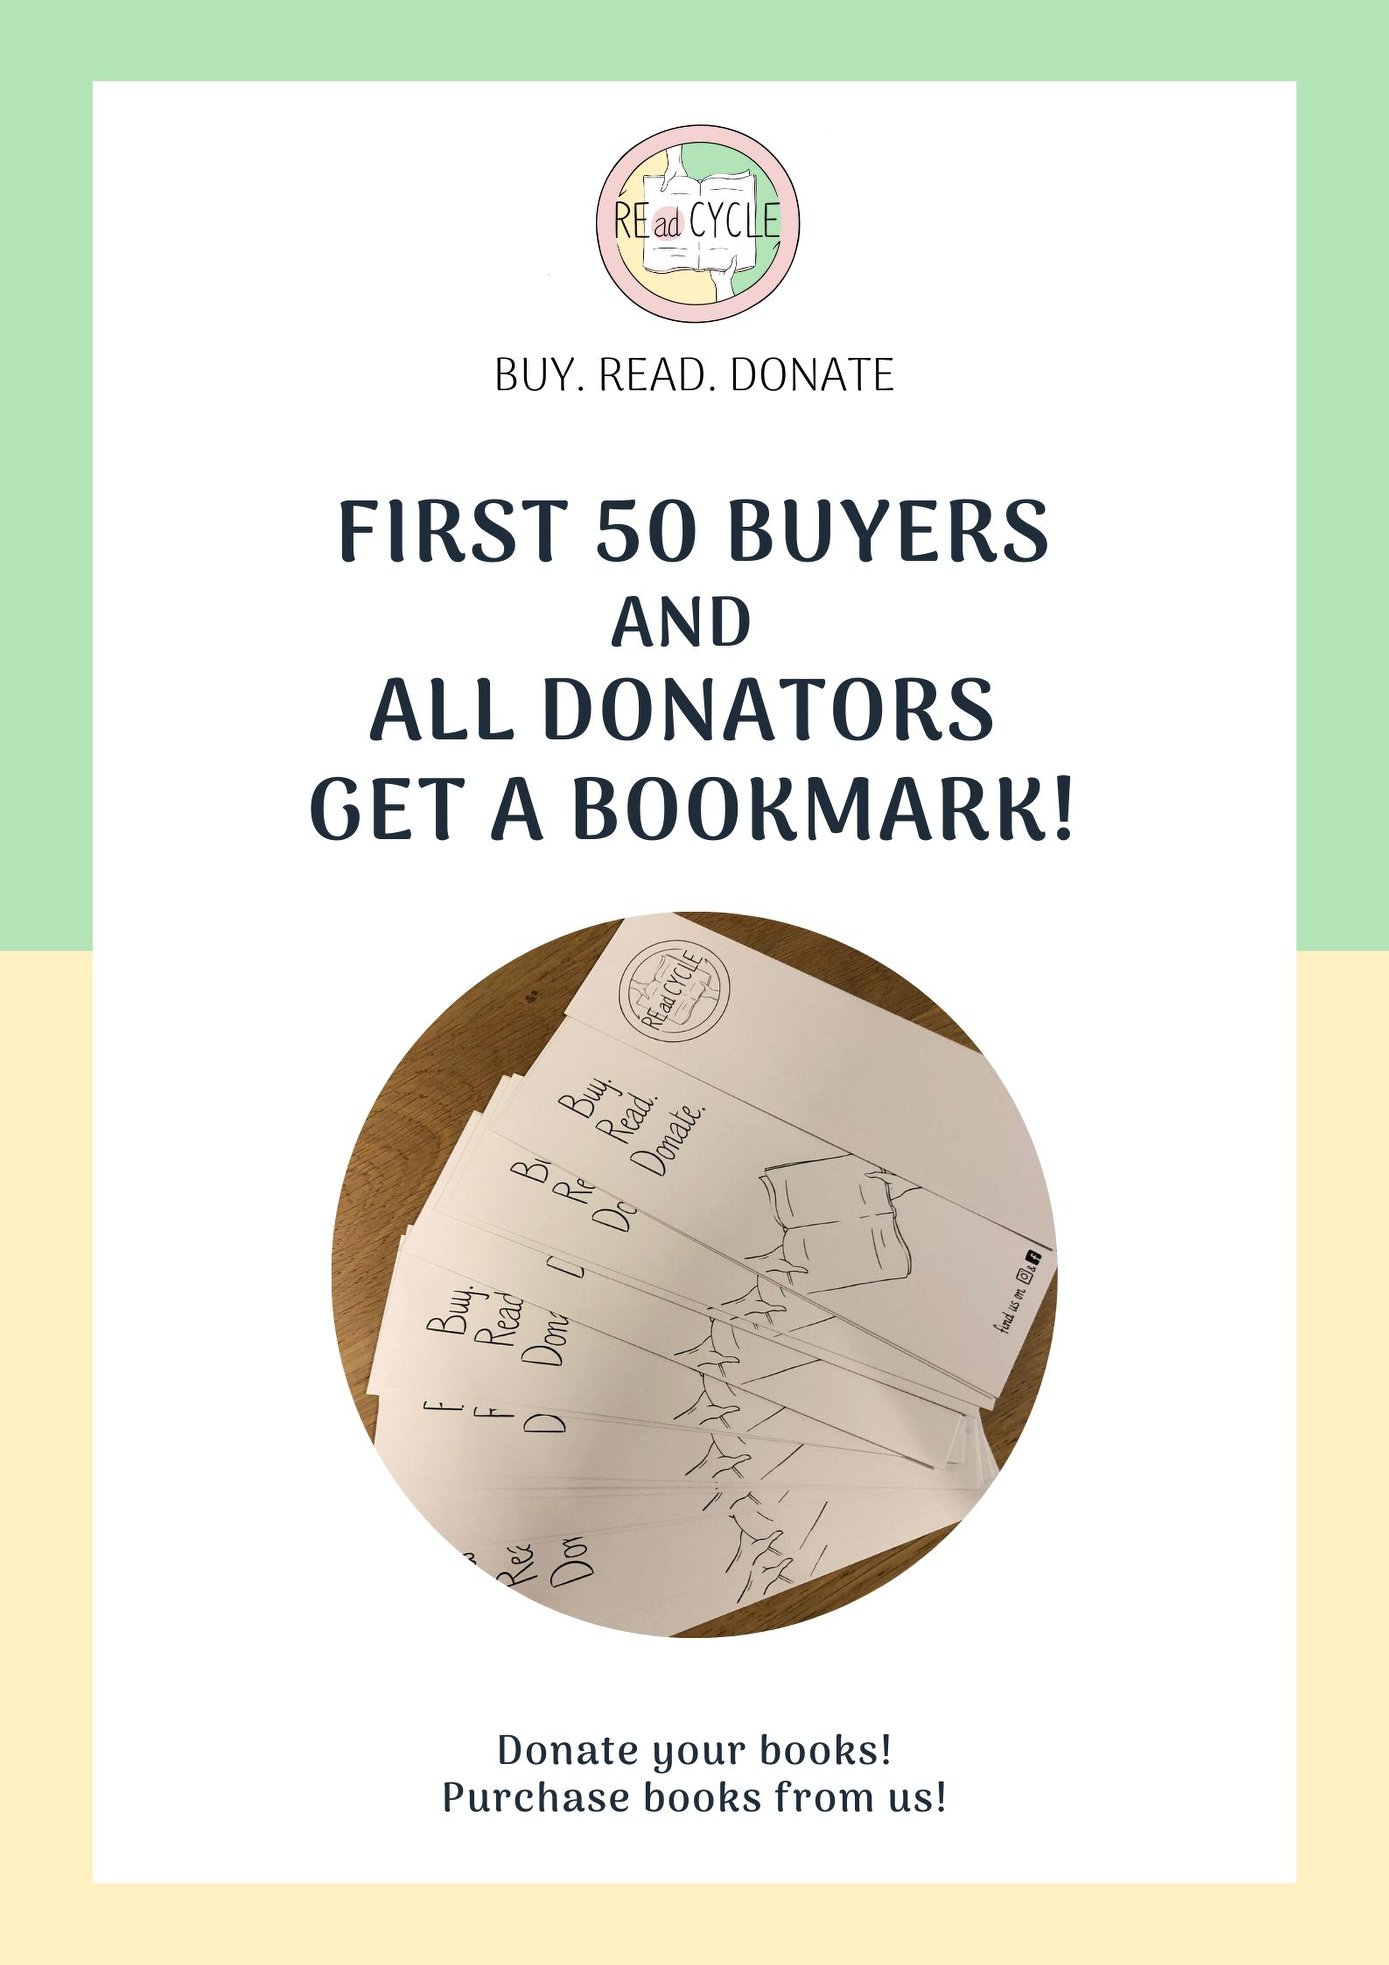 REad CYCLE
BUY. READ. DONATE
FIRST 50 BUYERS
AND
ALL DONATORS
GET A BOOKMARK!
REad CYCLE
Buy.
Read.
Donate.
find us on &
Buy.
Read
Donate your books!
Purchase books from us!